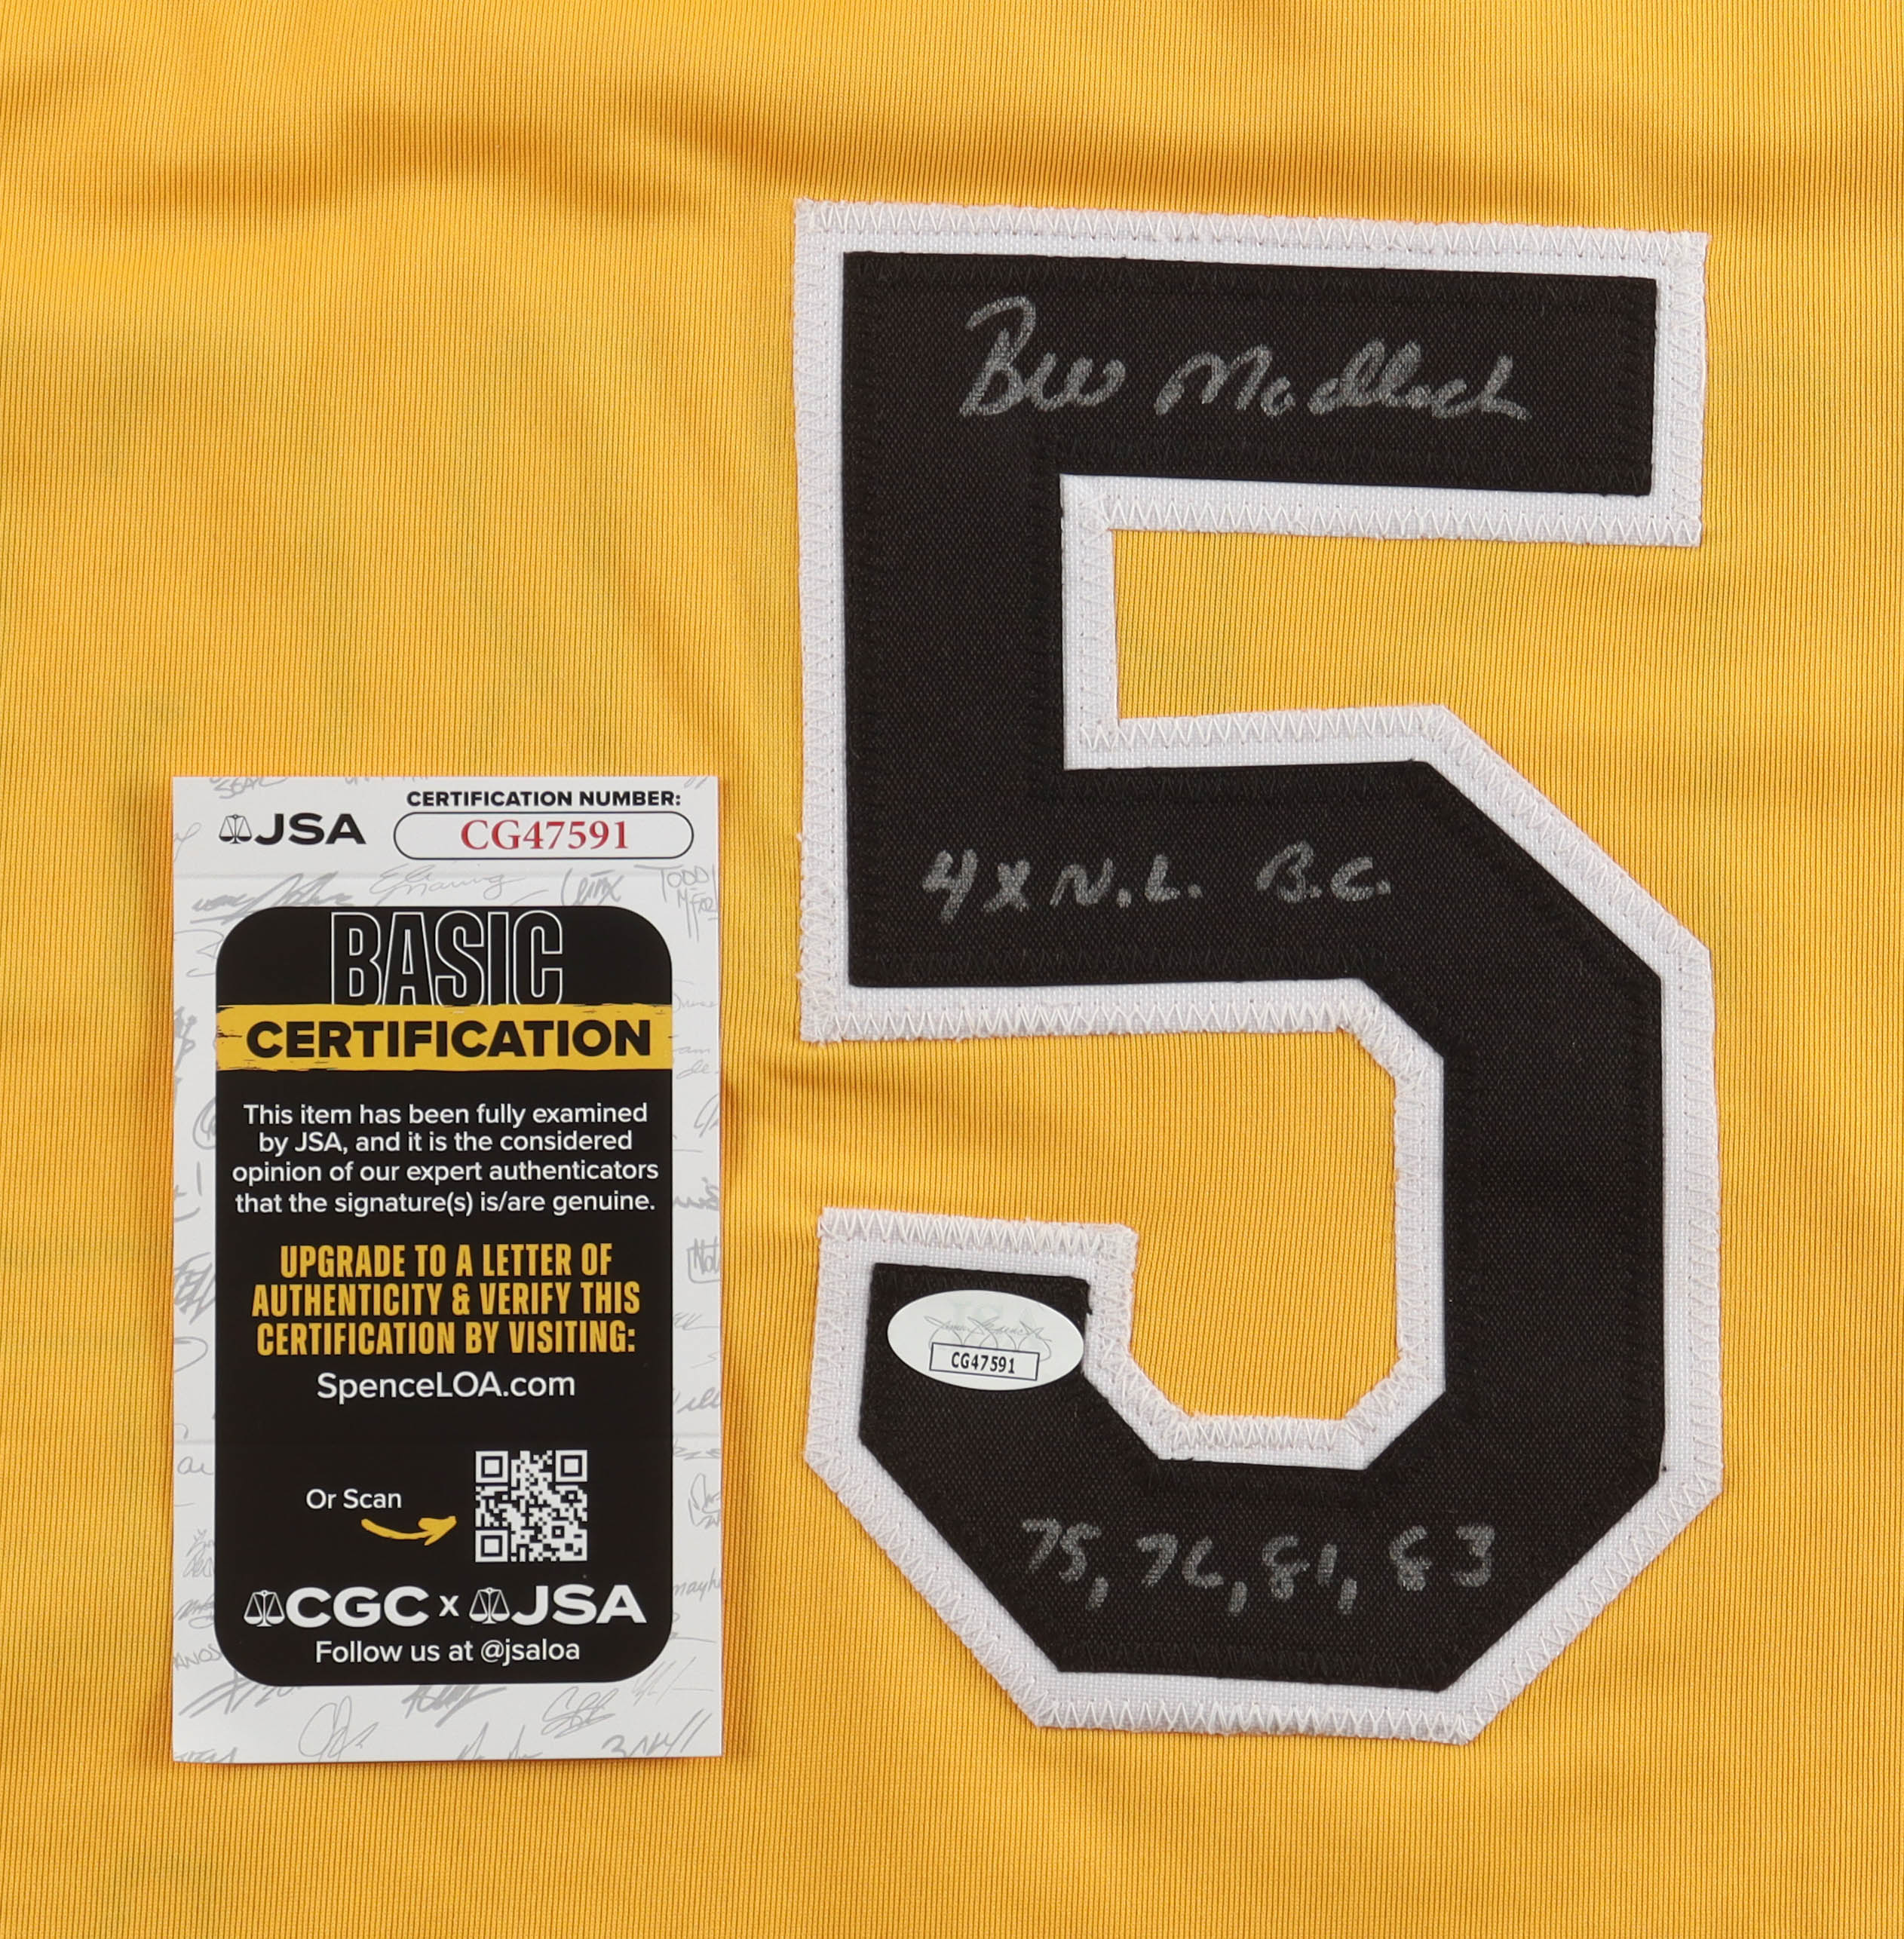 Bill Madlock
4X N.L. B.C.
75, 76, 81, 83
CG47591
JSA
CERTIFICATION NUMBER:
CG47591
BASIC
CERTIFICATION
This item has been fully examined
by JSA, and it is the considered
opinion of our expert authenticators
that the signature(s) is/are genuine.
UPGRADE TO A LETTER OF
AUTHENTICITY & VERIFY THIS
CERTIFICATION BY VISITING:
SpenceLOA.com
Or Scan
CGC x JSA
Follow us at @jsaloa